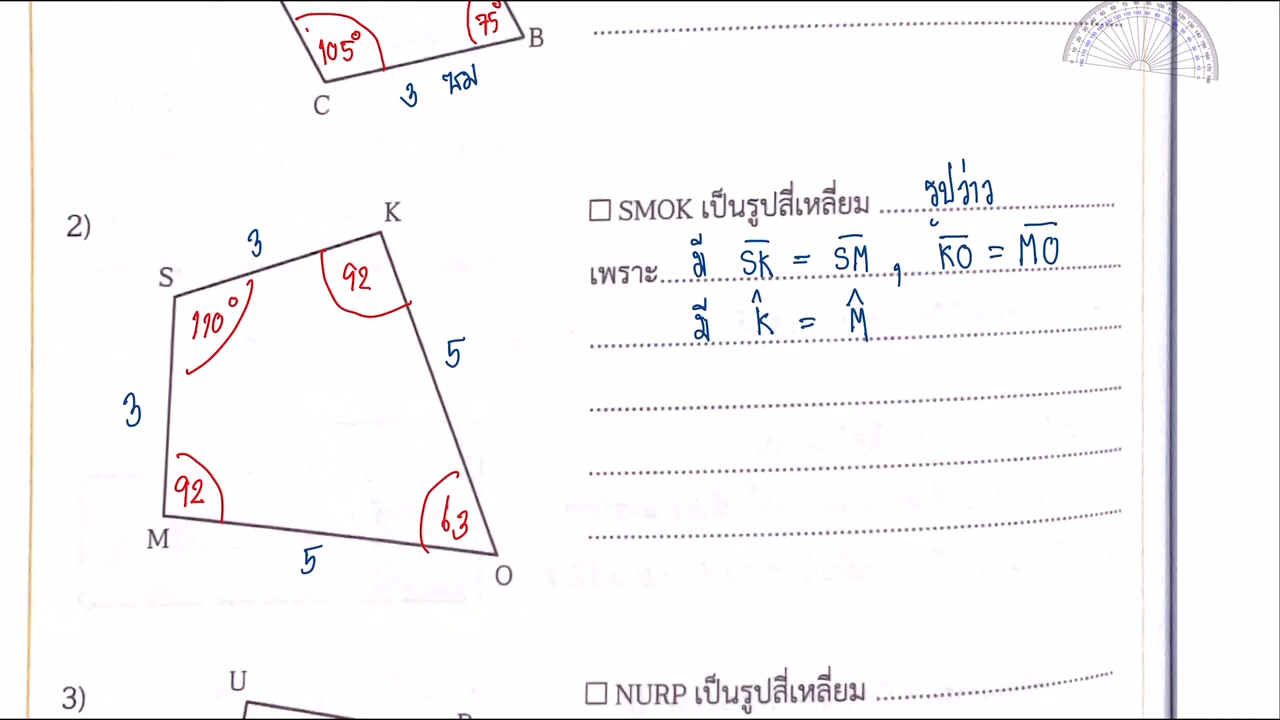 105°
75°
B
C
3 ซม
2)
K
3
S
92
110°
5
3
92
63
M
5
O
□ SMOK เป็นรูปสี่เหลี่ยม รูปว่าว
เพราะ มี SK = SM , KO = MO
มี K̂ = M̂
3)
U
□ NURP เป็นรูปสี่เหลี่ยม